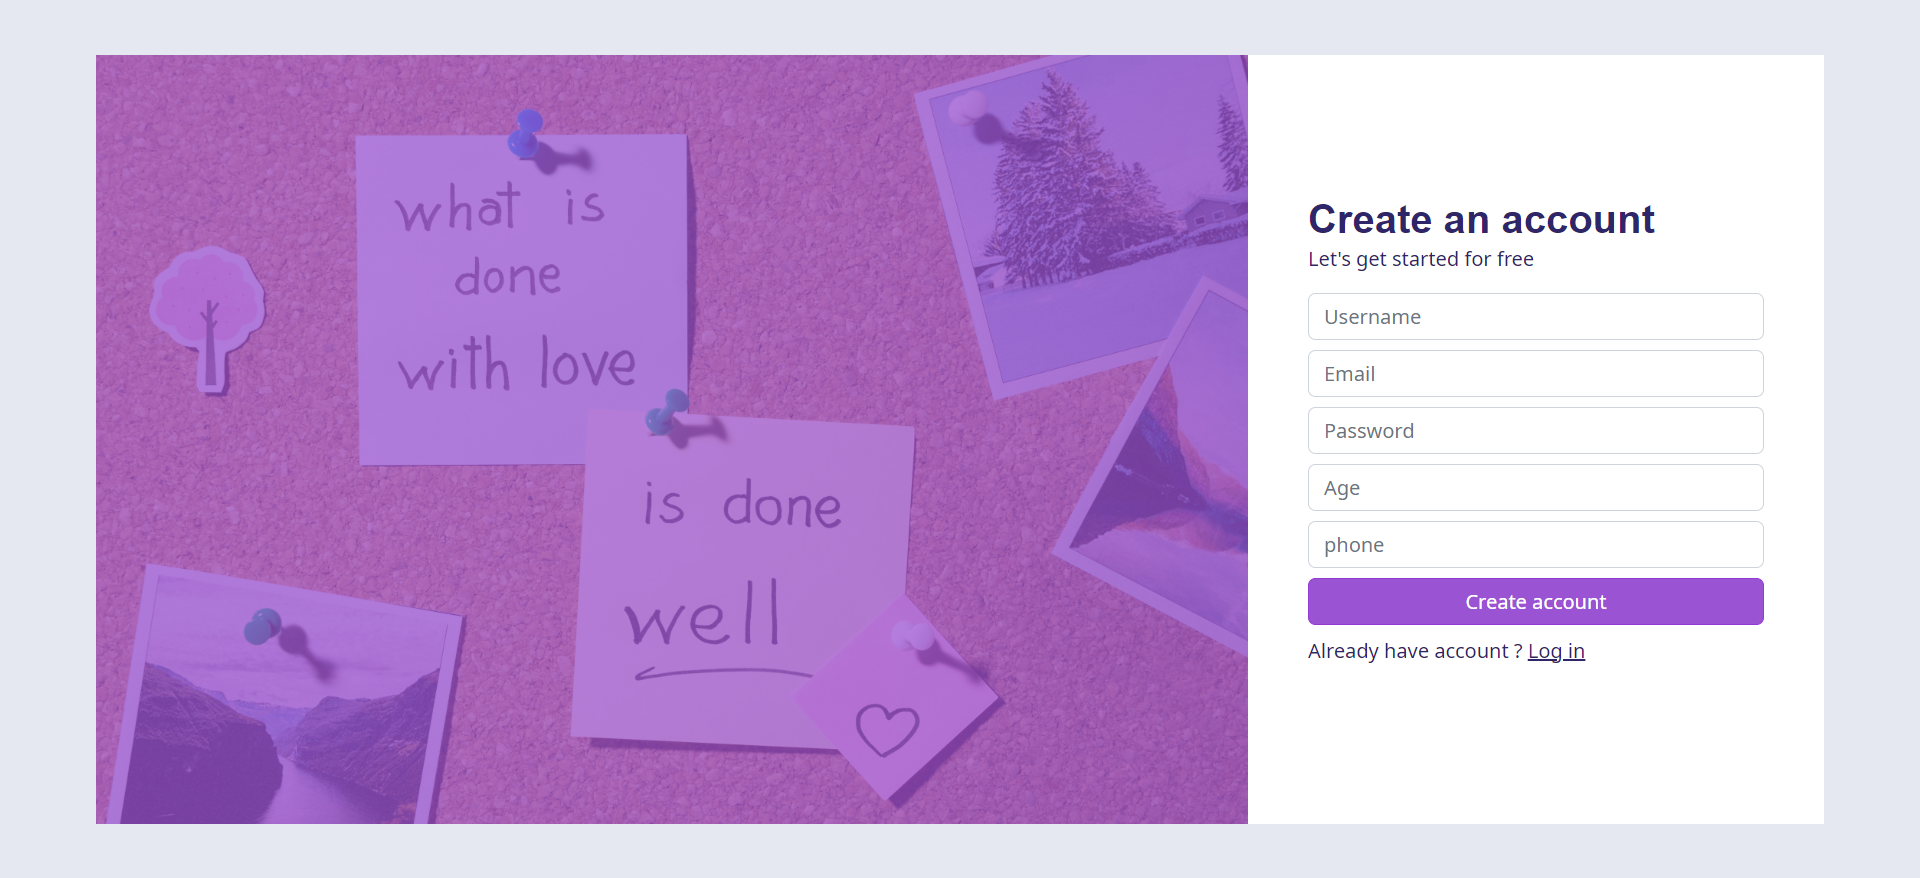 what is
done
with love
is done
well
Create an account
Let's get started for free
Username
Email
Password
Age
phone
Create account
Already have account ? Log in